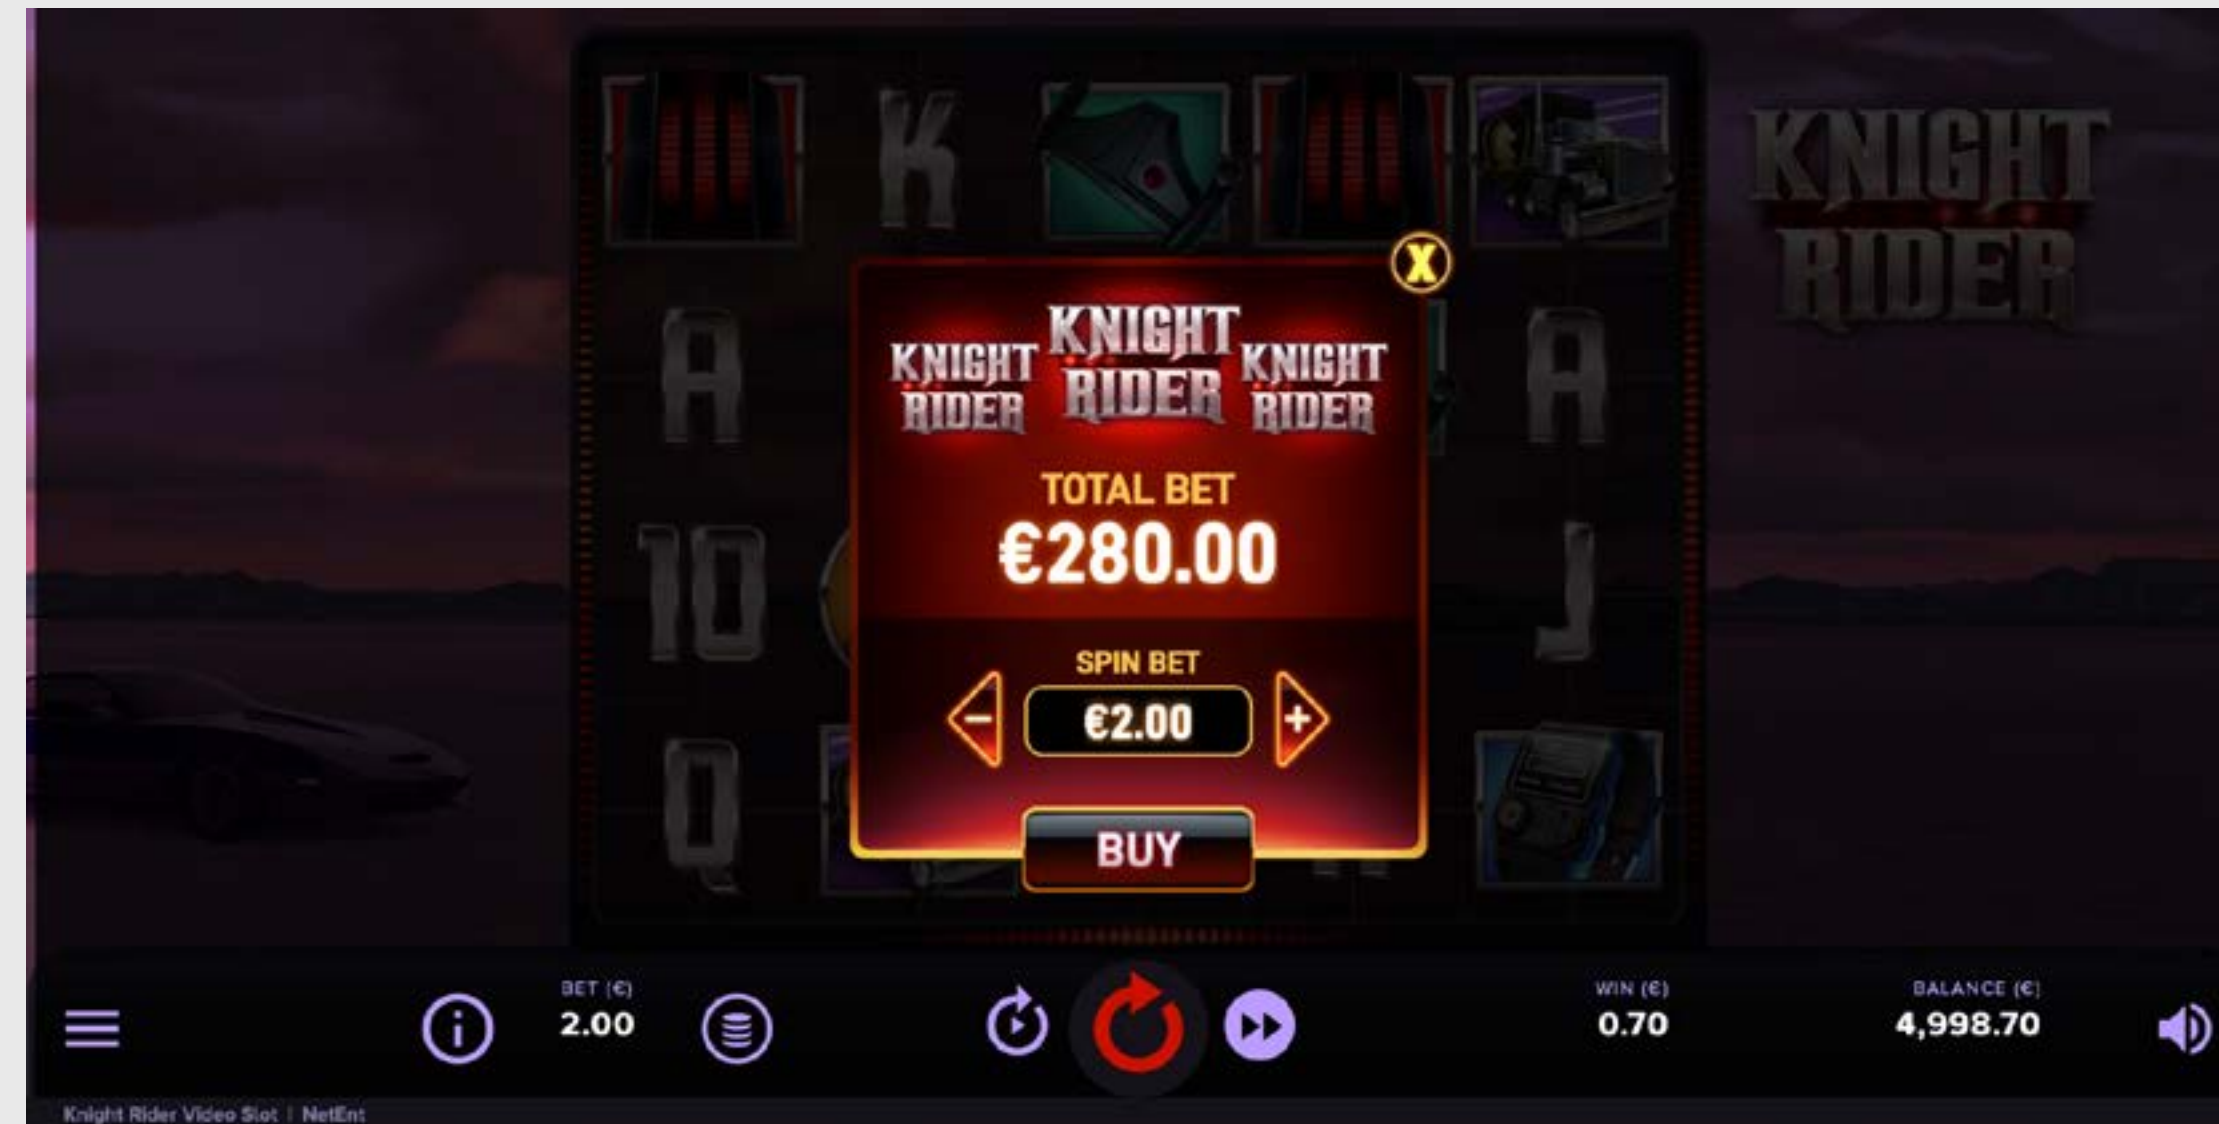 K
KNIGHT
RIDER
A
A
X
KNIGHT
RIDER
KNIGHT
RIDER
KNIGHT
RIDER
TOTAL BET
€280.00
10
J
SPIN BET
- €2.00 +
Q
BUY
BET (€)
2.00
WIN (€)
0.70
BALANCE (€)
4,998.70
Knight Rider Video Slot | NetEnt